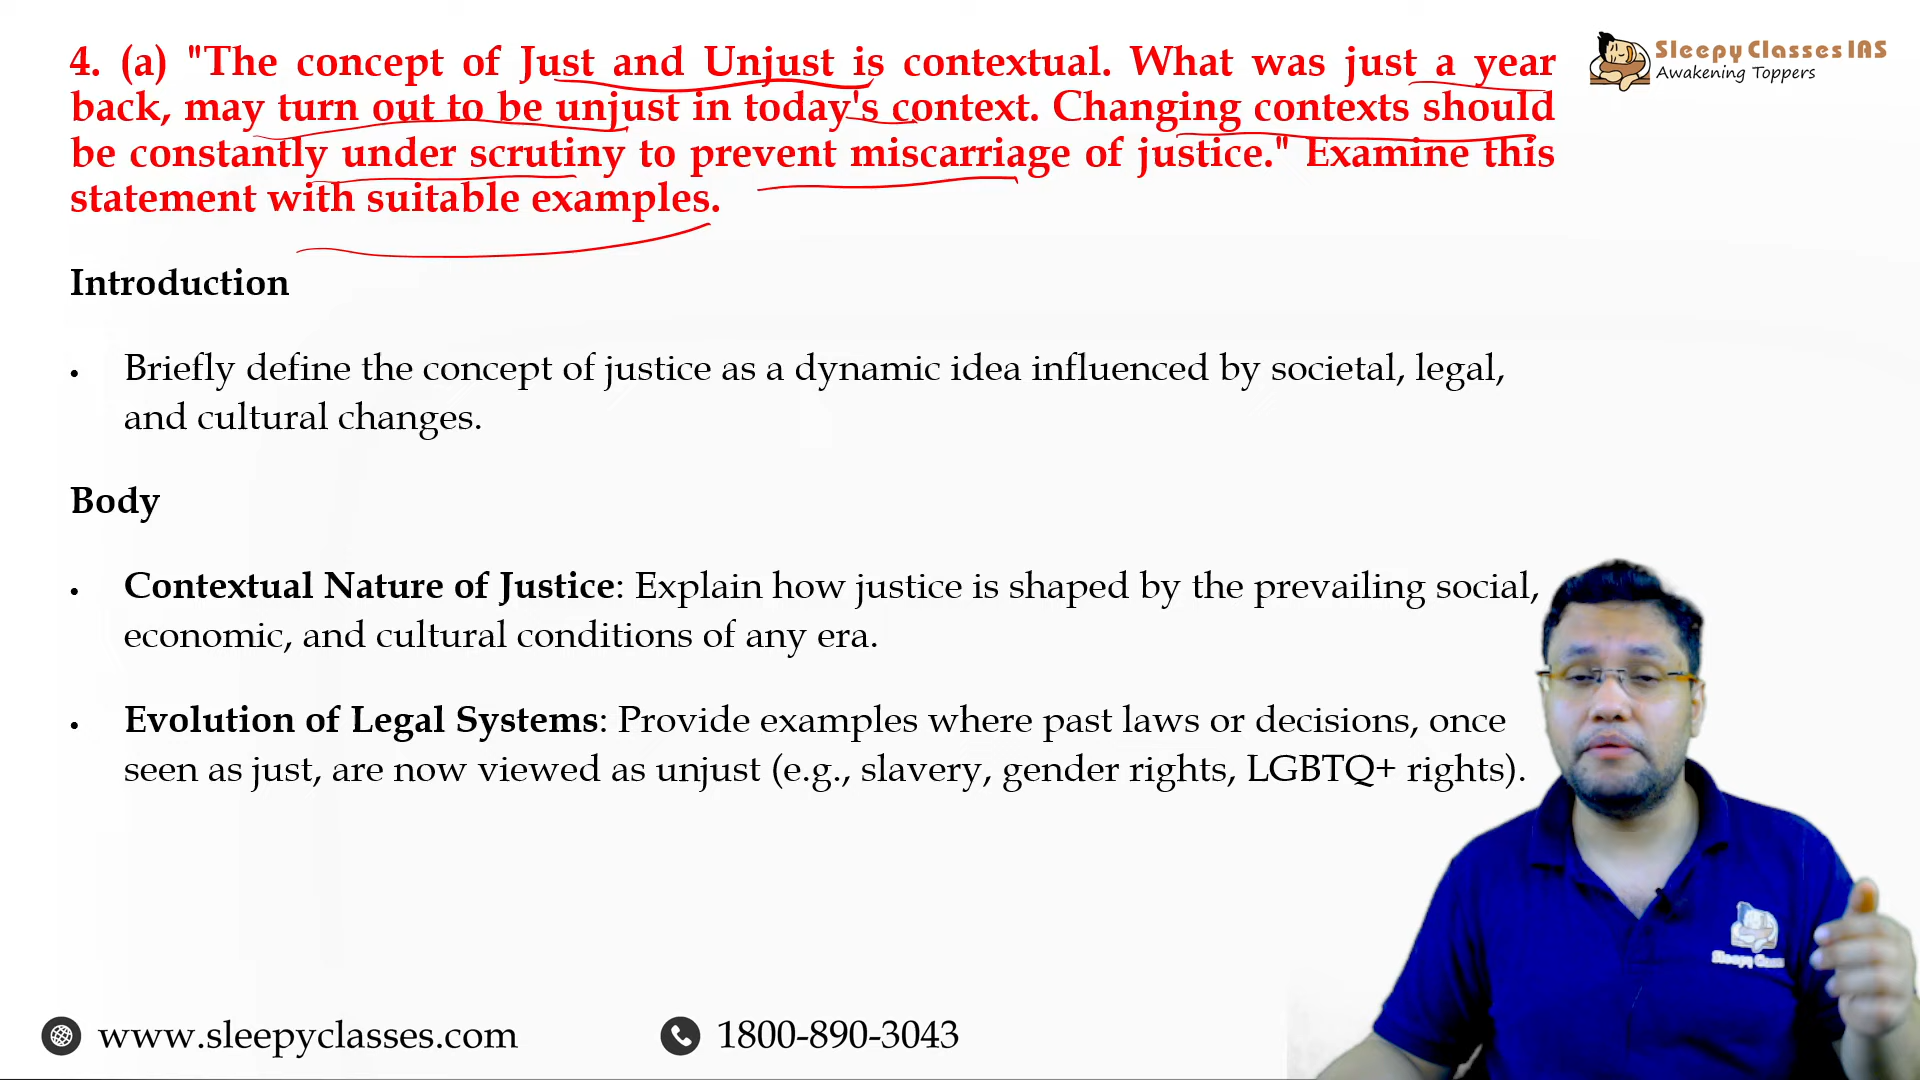 4. (a) "The concept of Just and Unjust is contextual. What was just a year
back, may turn out to be unjust in today's context. Changing contexts should
be constantly under scrutiny to prevent miscarriage of justice." Examine this
statement with suitable examples.
Sleepy Classes IAS
Awakening Toppers
Introduction
• Briefly define the concept of justice as a dynamic idea influenced by societal, legal,
and cultural changes.
Body
• Contextual Nature of Justice: Explain how justice is shaped by the prevailing social,
economic, and cultural conditions of any era.
• Evolution of Legal Systems: Provide examples where past laws or decisions, once
seen as just, are now viewed as unjust (e.g., slavery, gender rights, LGBTQ+ rights).
Sleepy Class
www.sleepyclasses.com
1800-890-3043